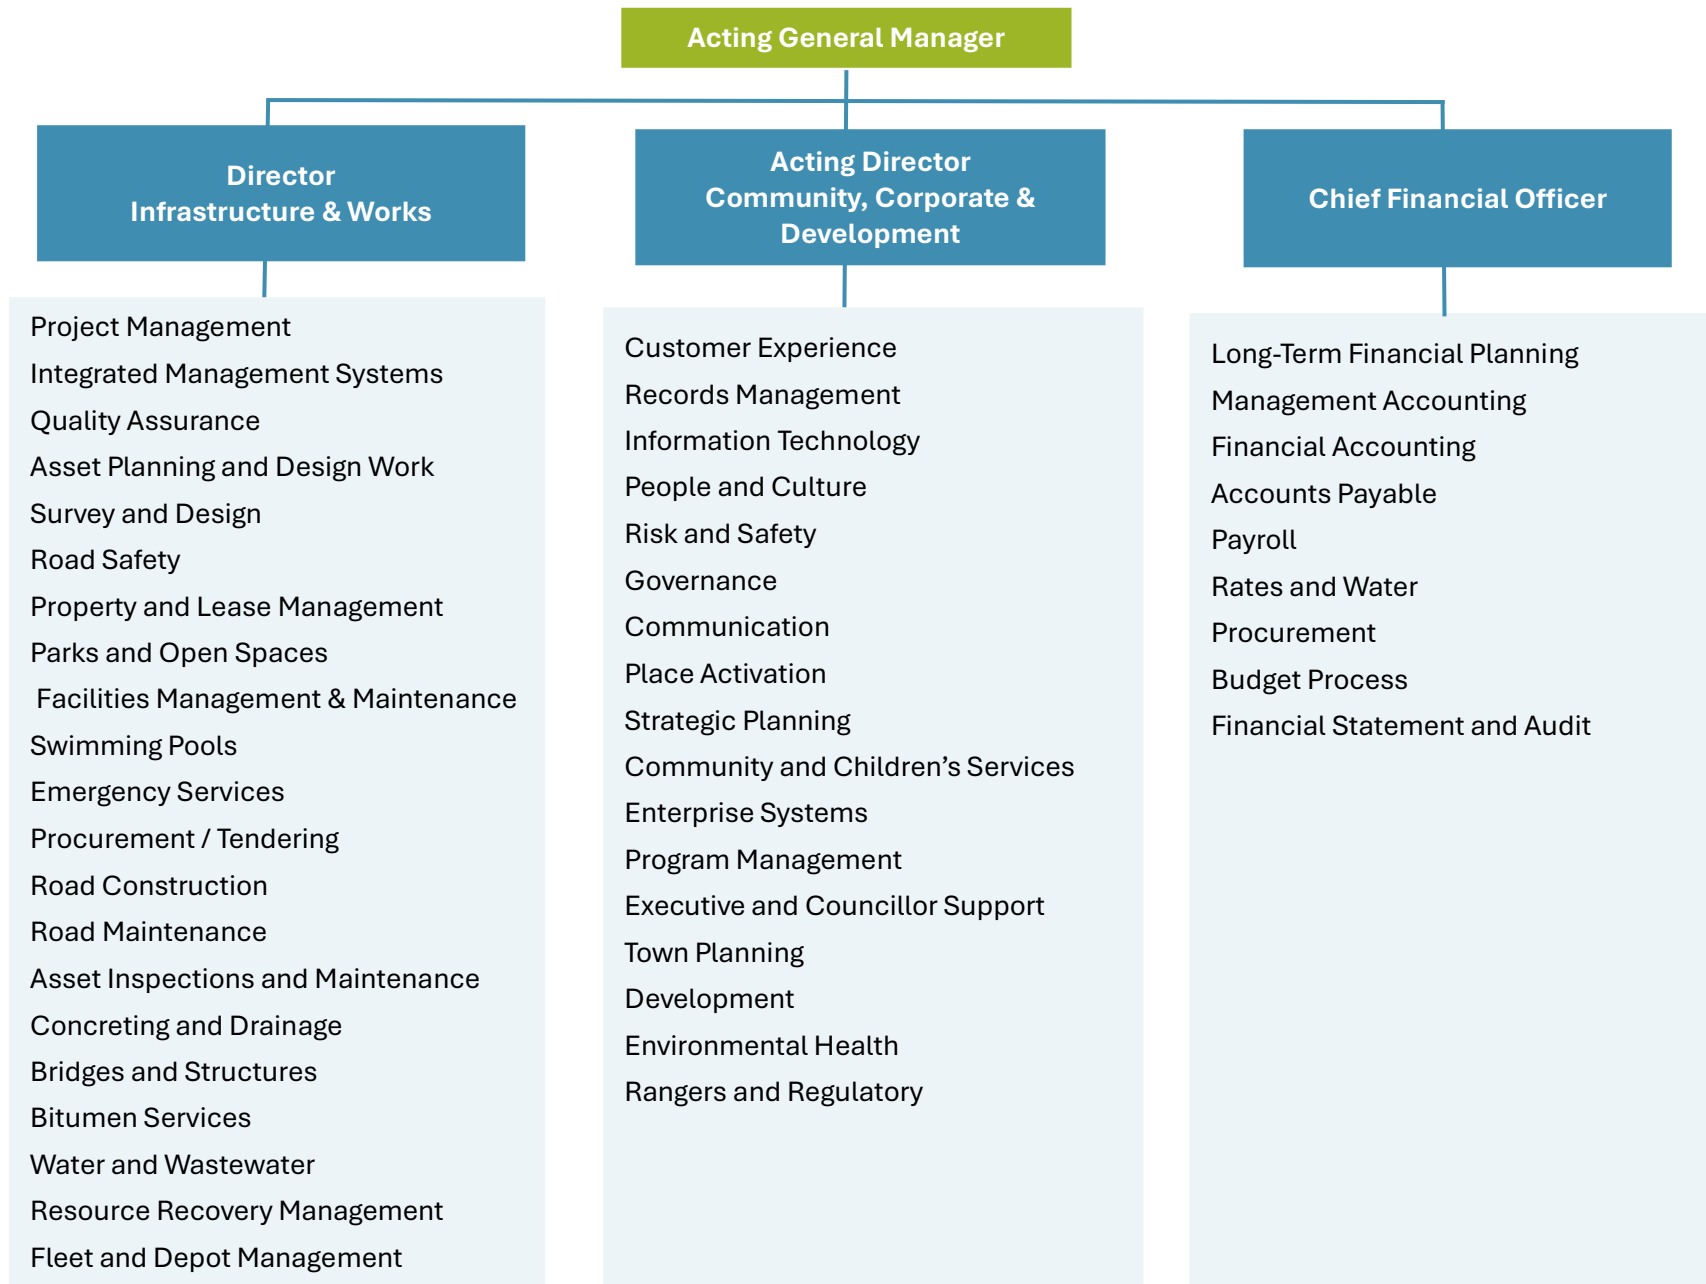 Acting General Manager
Director
Infrastructure & Works
Project Management
Integrated Management Systems
Quality Assurance
Asset Planning and Design Work
Survey and Design
Road Safety
Property and Lease Management
Parks and Open Spaces
Facilities Management & Maintenance
Swimming Pools
Emergency Services
Procurement / Tendering
Road Construction
Road Maintenance
Asset Inspections and Maintenance
Concreting and Drainage
Bridges and Structures
Bitumen Services
Water and Wastewater
Resource Recovery Management
Fleet and Depot Management
Acting Director
Community, Corporate &
Development
Customer Experience
Records Management
Information Technology
People and Culture
Risk and Safety
Governance
Communication
Place Activation
Strategic Planning
Community and Children’s Services
Enterprise Systems
Program Management
Executive and Councillor Support
Town Planning
Development
Environmental Health
Rangers and Regulatory
Chief Financial Officer
Long-Term Financial Planning
Management Accounting
Financial Accounting
Accounts Payable
Payroll
Rates and Water
Procurement
Budget Process
Financial Statement and Audit